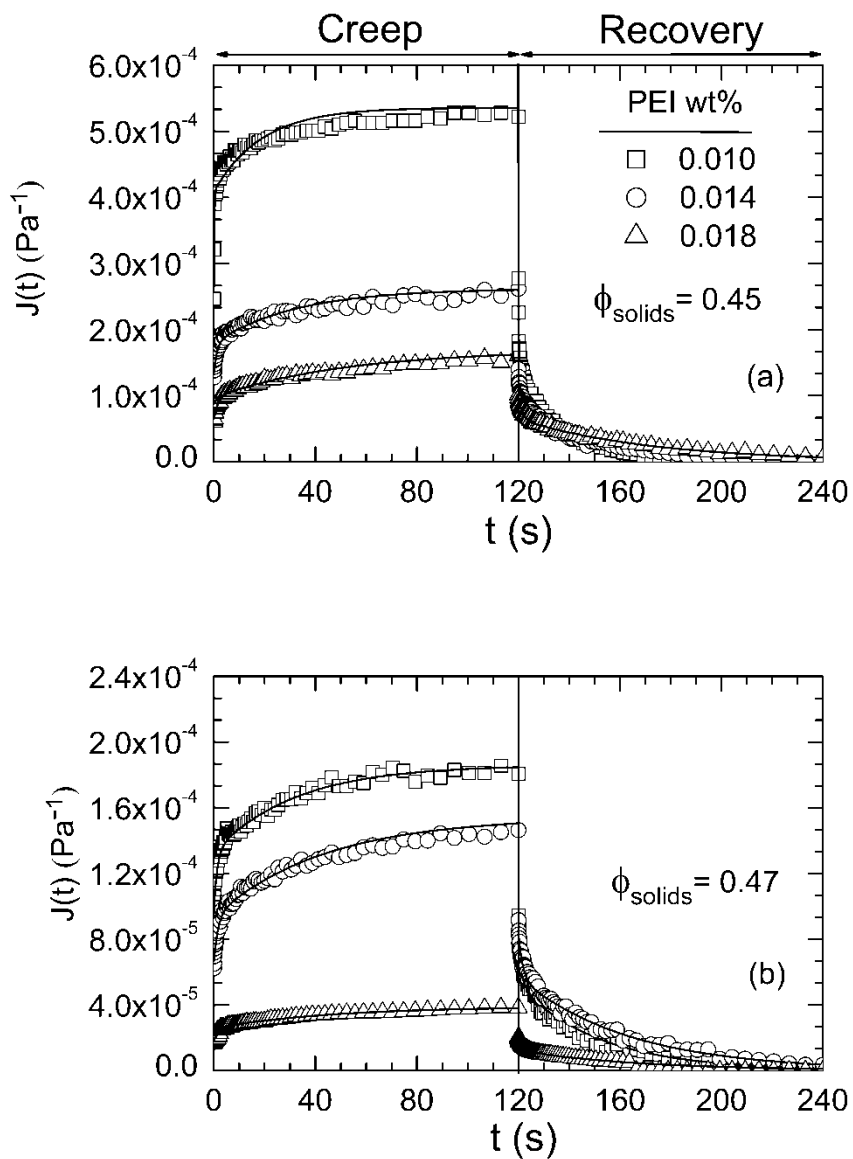 Creep Recovery
6.0x10⁻⁴
5.0x10⁻⁴
4.0x10⁻⁴
3.0x10⁻⁴
2.0x10⁻⁴
1.0x10⁻⁴
0.0
J(t) (Pa⁻¹)
PEI wt%
0.010
0.014
0.018
ϕsolids = 0.45
(a)
0 40 80 120 160 200 240
t (s)
2.4x10⁻⁴
2.0x10⁻⁴
1.6x10⁻⁴
1.2x10⁻⁴
8.0x10⁻⁵
4.0x10⁻⁵
0.0
J(t) (Pa⁻¹)
ϕsolids = 0.47
(b)
0 40 80 120 160 200 240
t (s)